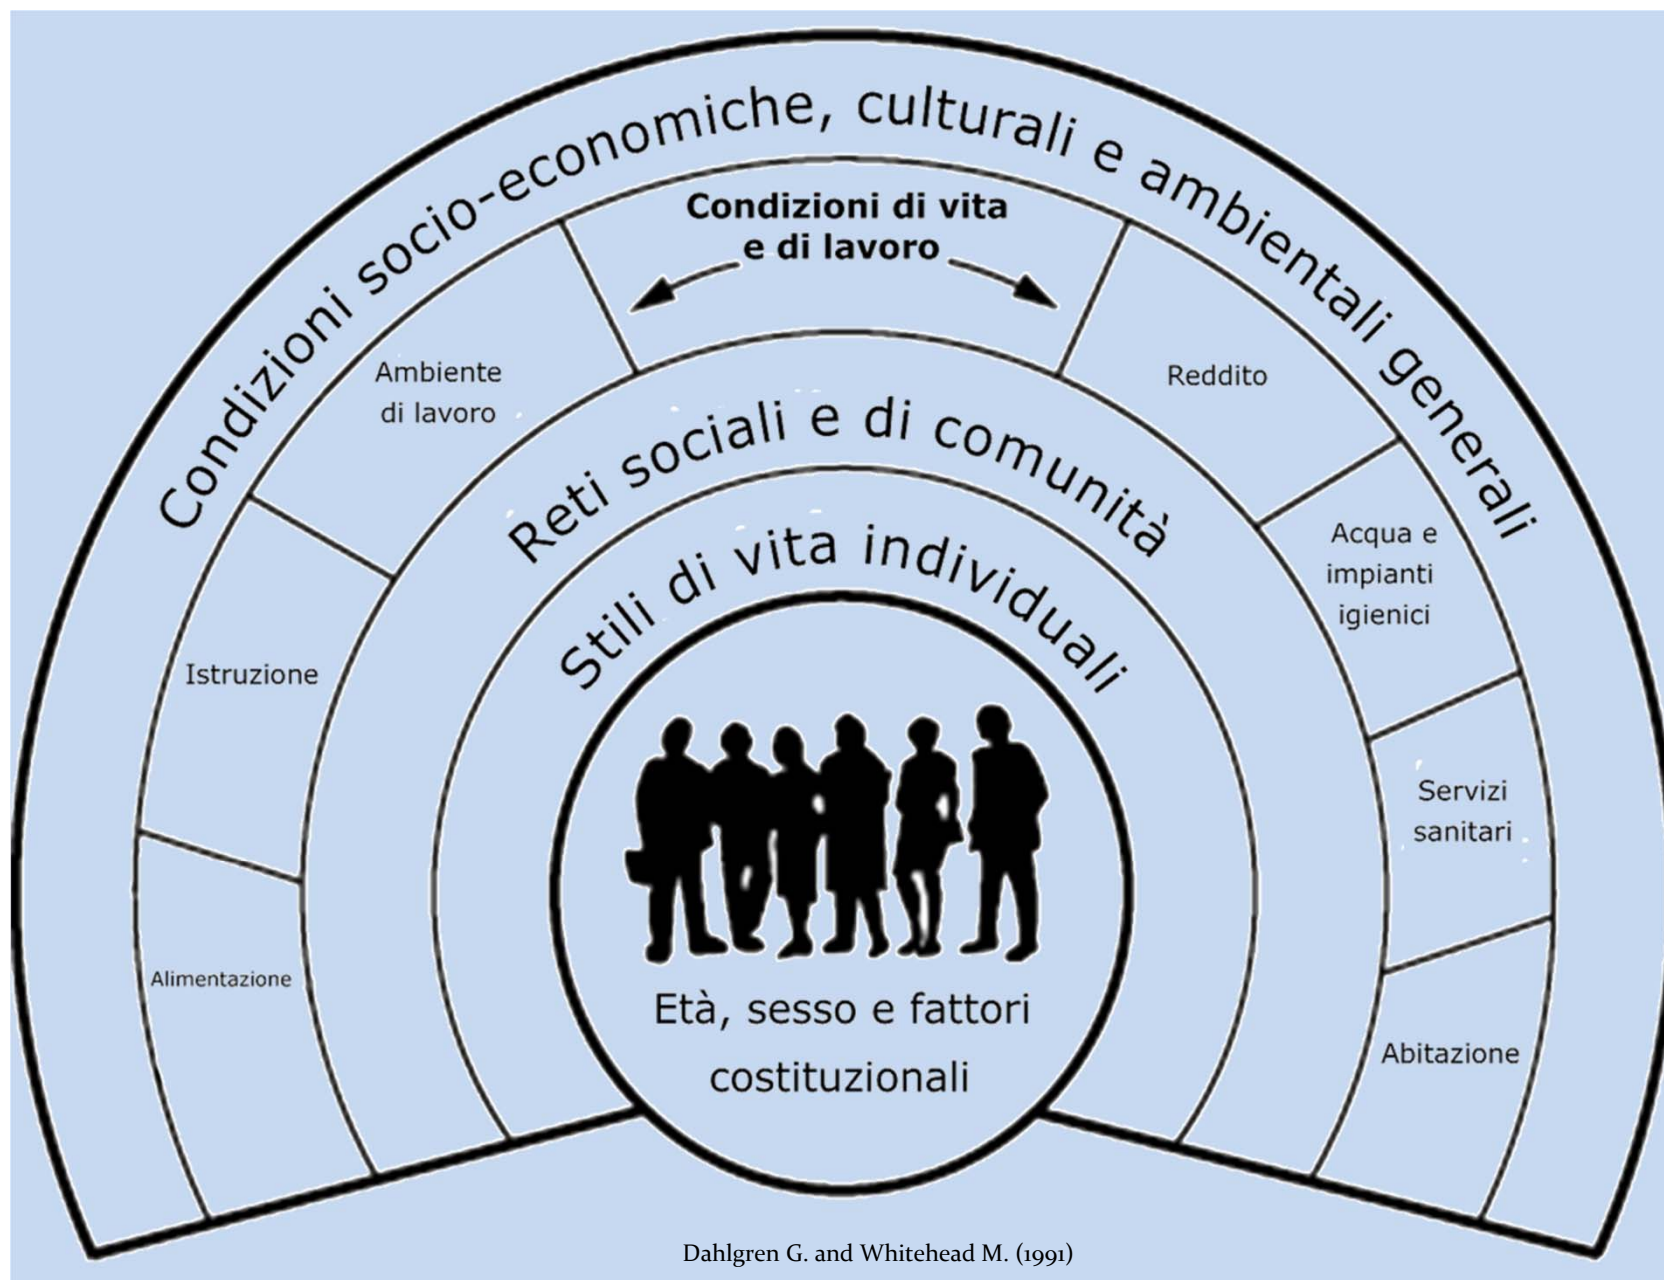 Condizioni socio-economiche, culturali e ambientali generali
Condizioni di vita
e di lavoro
Ambiente
di lavoro
Reddito
Reti sociali e di comunità
Acqua e
impianti
igienici
Stili di vita individuali
Istruzione
Servizi
sanitari
Alimentazione
Età, sesso e fattori
costituzionali
Abitazione
Dahlgren G. and Whitehead M. (1991)